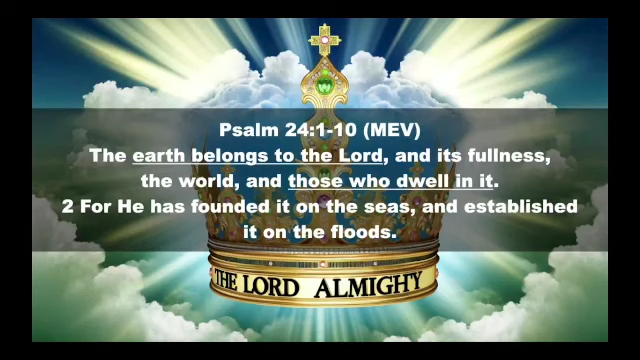 Psalm 24:1-10 (MEV)
The earth belongs to the Lord, and its fullness,
the world, and those who dwell in it.
2 For He has founded it on the seas, and established
it on the floods.
THE LORD ALMIGHTY